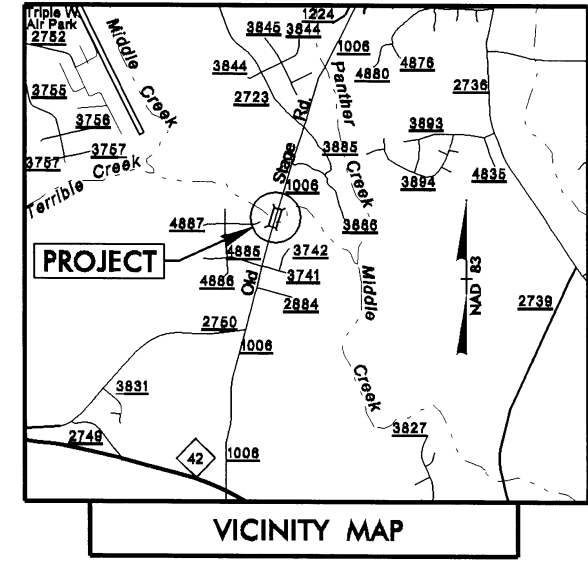 Triple W.
Air Park
2752
Middle
Creek
3845
3844
1224
1006
3844
4880
4876
2736
2723
Panther
Creek
3755
3756
3757
3757
Terrible Creek
Old Stage Rd.
3885
3893
3894
4835
1006
3886
4887
PROJECT
4885
3742
3741
4886
2684
Middle
Creek
NAD 83
2739
2750
1006
3831
2749
42
1006
3827
VICINITY MAP